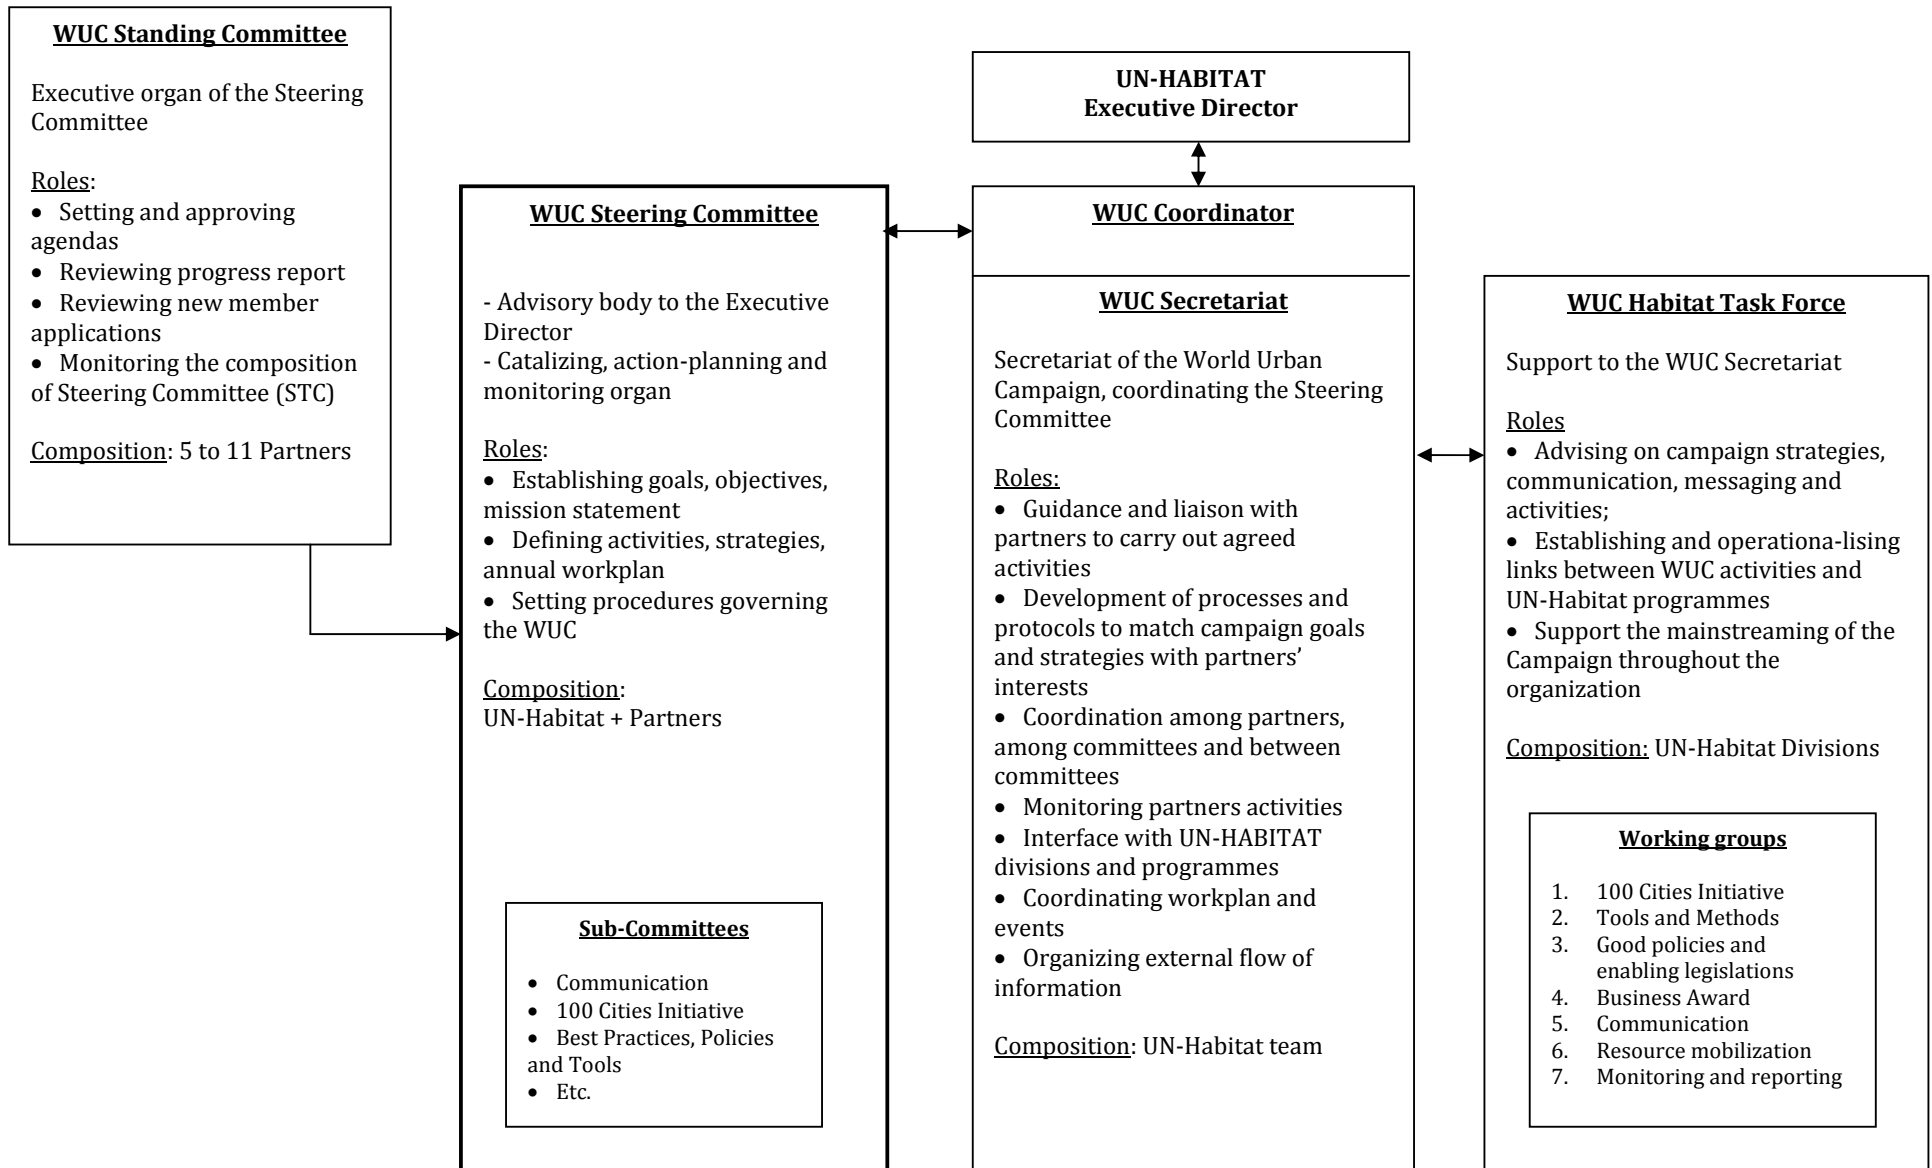 WUC Standing Committee
Executive organ of the Steering
Committee
Roles:
• Setting and approving
agendas
• Reviewing progress report
• Reviewing new member
applications
• Monitoring the composition
of Steering Committee (STC)
Composition: 5 to 11 Partners
UN-HABITAT
Executive Director
WUC Steering Committee
- Advisory body to the Executive
Director
- Catalizing, action-planning and
monitoring organ
Roles:
• Establishing goals, objectives,
mission statement
• Defining activities, strategies,
annual workplan
• Setting procedures governing
the WUC
Composition:
UN-Habitat + Partners
Sub-Committees
• Communication
• 100 Cities Initiative
• Best Practices, Policies
and Tools
• Etc.
WUC Coordinator
WUC Secretariat
Secretariat of the World Urban
Campaign, coordinating the Steering
Committee
Roles:
• Guidance and liaison with
partners to carry out agreed
activities
• Development of processes and
protocols to match campaign goals
and strategies with partners’
interests
• Coordination among partners,
among committees and between
committees
• Monitoring partners activities
• Interface with UN-HABITAT
divisions and programmes
• Coordinating workplan and
events
• Organizing external flow of
information
Composition: UN-Habitat team
WUC Habitat Task Force
Support to the WUC Secretariat
Roles
• Advising on campaign strategies,
communication, messaging and
activities;
• Establishing and operationa-lising
links between WUC activities and
UN-Habitat programmes
• Support the mainstreaming of the
Campaign throughout the
organization
Composition: UN-Habitat Divisions
Working groups
1. 100 Cities Initiative
2. Tools and Methods
3. Good policies and
enabling legislations
4. Business Award
5. Communication
6. Resource mobilization
7. Monitoring and reporting